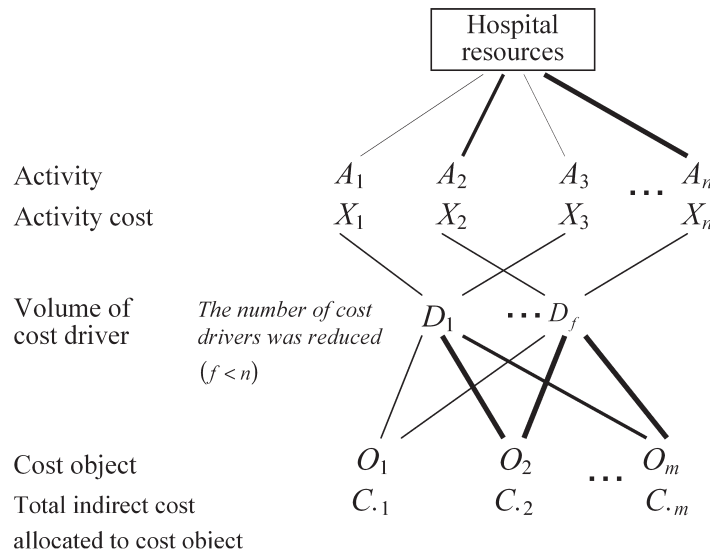 Hospital
resources
Activity A₁ A₂ A₃ ... Aₙ
Activity cost X₁ X₂ X₃ Xₙ
Volume of
cost driver
The number of cost
drivers was reduced
(f < n)
D₁ ... D_f
Cost object O₁ O₂ ... Oₘ
Total indirect cost C.₁ C.₂ C.ₘ
allocated to cost object